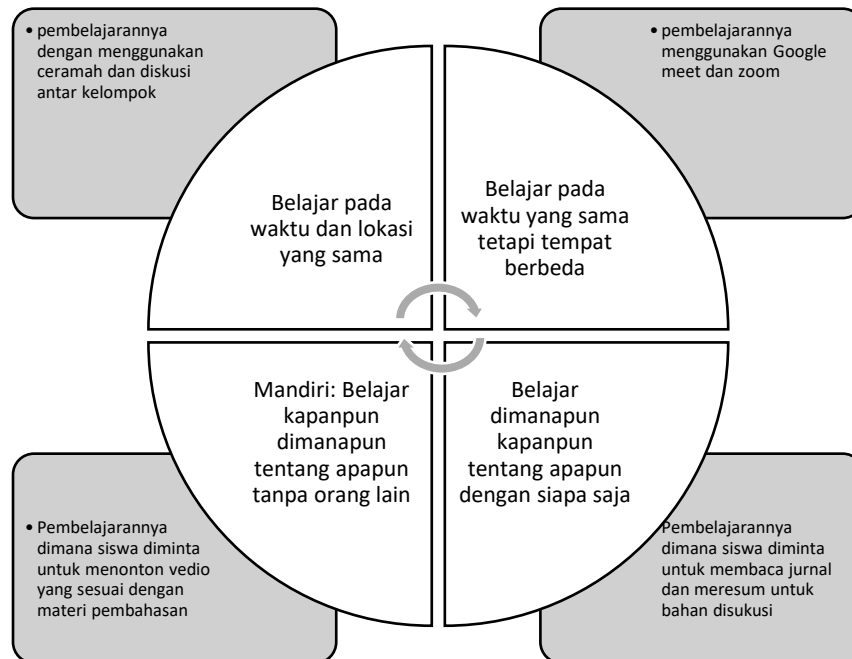 • pembelajarannya
dengan menggunakan
ceramah dan diskusi
antar kelompok
• pembelajarannya
menggunakan Google
meet dan zoom
Belajar pada
waktu dan lokasi
yang sama
Belajar pada
waktu yang sama
tetapi tempat
berbeda
Mandiri: Belajar
kapanpun
dimanapun
tentang apapun
tanpa orang lain
Belajar
dimanapun
kapanpun
tentang apapun
dengan siapa saja
• Pembelajarannya
dimana siswa diminta
untuk menonton vedio
yang sesuai dengan
materi pembahasan
Pembelajarannya
dimana siswa diminta
untuk membaca jurnal
dan meresum untuk
bahan disukusi